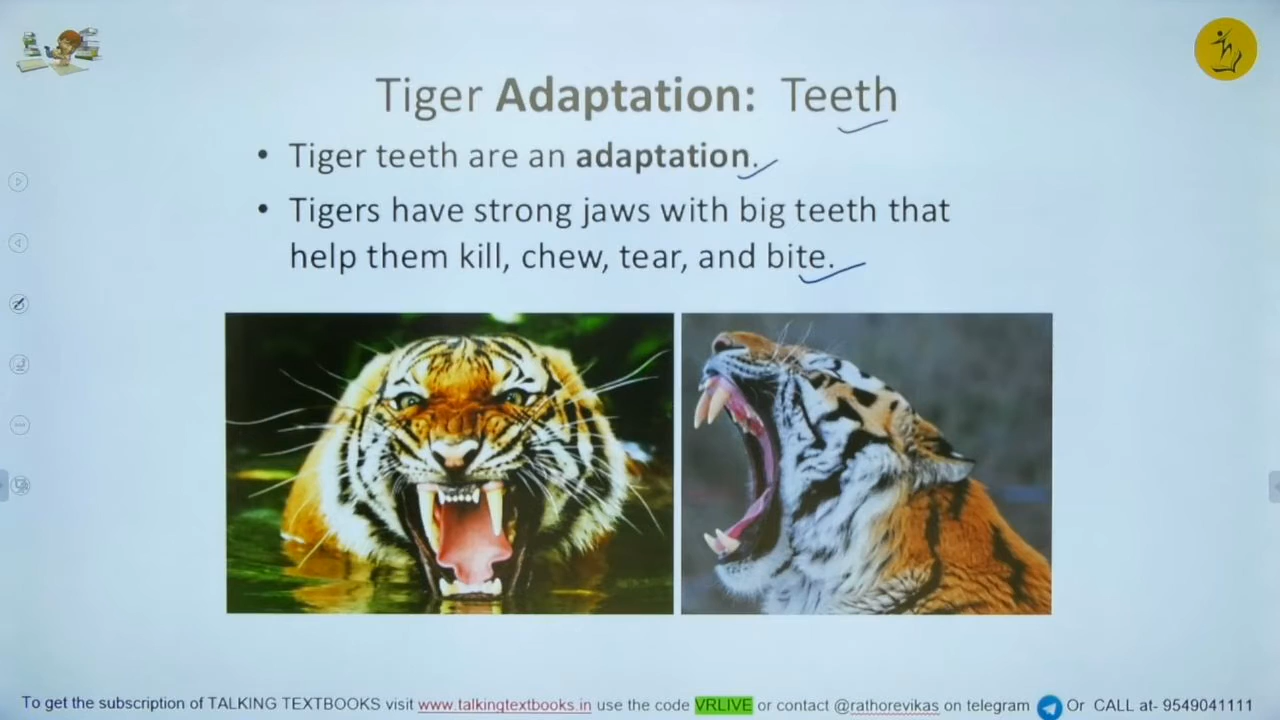 Tiger Adaptation: Teeth
• Tiger teeth are an adaptation.
• Tigers have strong jaws with big teeth that
help them kill, chew, tear, and bite.
To get the subscription of TALKING TEXTBOOKS visit www.talkingtextbooks.in use the code VRLIVE or contact @rathorevikas on telegram Or CALL at- 9549041111